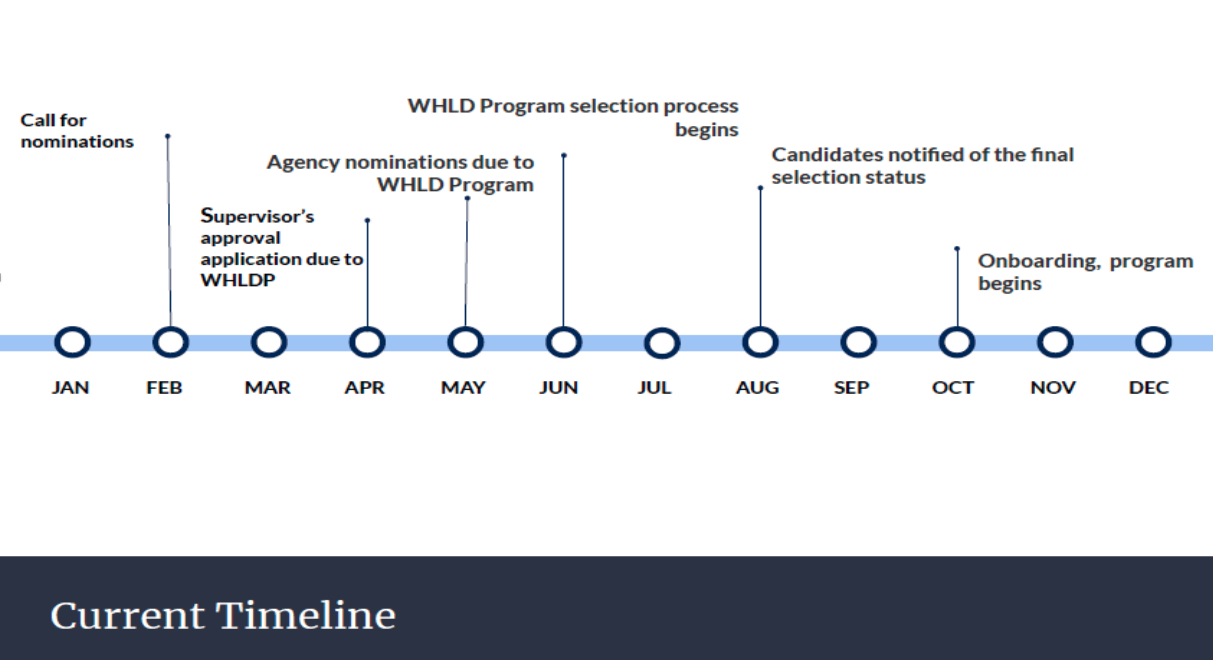 Call for
nominations
WHLD Program selection process
begins
Agency nominations due to
WHLD Program
Candidates notified of the final
selection status
Supervisor's
approval
application due to
WHLDP
Onboarding, program
begins
JAN FEB MAR APR MAY JUN JUL AUG SEP OCT NOV DEC
Current Timeline